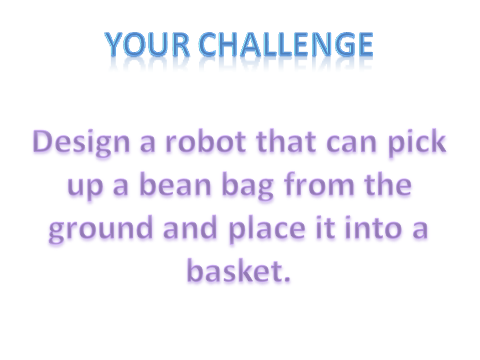 YOUR CHALLENGE
Design a robot that can pick
up a bean bag from the
ground and place it into a
basket.